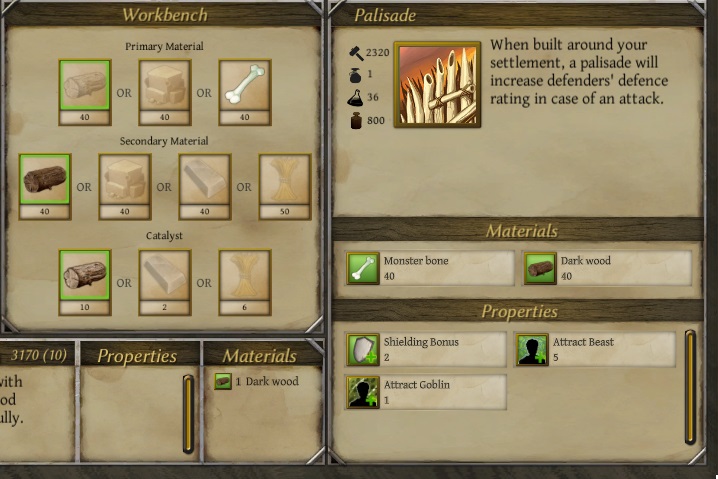 Workbench
Primary Material
OR
OR
40
40
40
Secondary Material
OR
OR
OR
40
40
40
50
Catalyst
OR
OR
10
2
6
3170 (10)
with
od
ully.
Properties
Materials
1 Dark wood
Palisade
2320
1
36
800
When built around your
settlement, a palisade will
increase defenders' defence
rating in case of an attack.
Materials
Monster bone
40
Dark wood
40
Properties
Shielding Bonus
2
Attract Beast
5
Attract Goblin
1